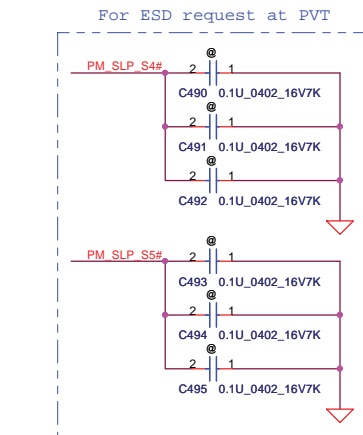 For ESD request at PVT
@
PM_SLP_S4# 2 1
C490 0.1U_0402_16V7K
@
2 1
C491 0.1U_0402_16V7K
@
2 1
C492 0.1U_0402_16V7K
@
PM_SLP_S5# 2 1
C493 0.1U_0402_16V7K
@
2 1
C494 0.1U_0402_16V7K
@
2 1
C495 0.1U_0402_16V7K